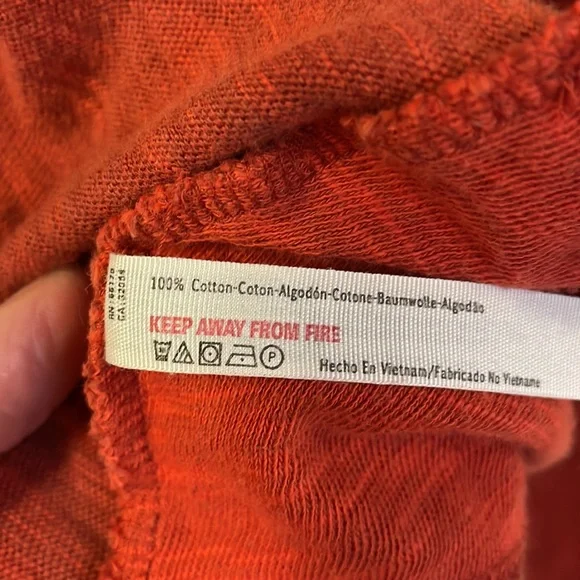 100% Cotton-Coton-Algodón-Cotone-Baumwolle-Algodão
KEEP AWAY FROM FIRE
Hecho En Vietnam/Fabricado No Vietname